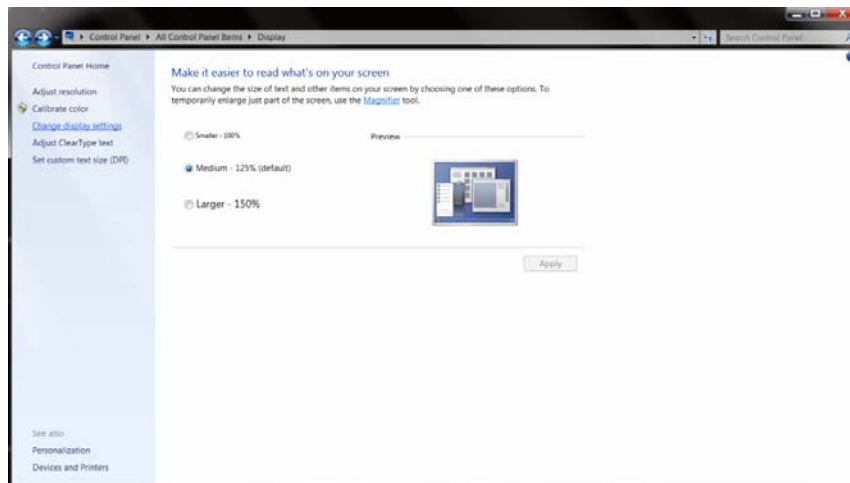 Control Panel ▸ All Control Panel Items ▸ Display
Search Control Panel
Control Panel Home
Adjust resolution
Calibrate color
Change display settings
Adjust ClearType text
Set custom text size (DPI)
See also
Personalization
Devices and Printers
Make it easier to read what's on your screen
You can change the size of text and other items on your screen by choosing one of these options. To
temporarily enlarge just part of the screen, use the Magnifier tool.
Smaller - 100%
Preview
Medium - 125% (default)
Larger - 150%
Apply